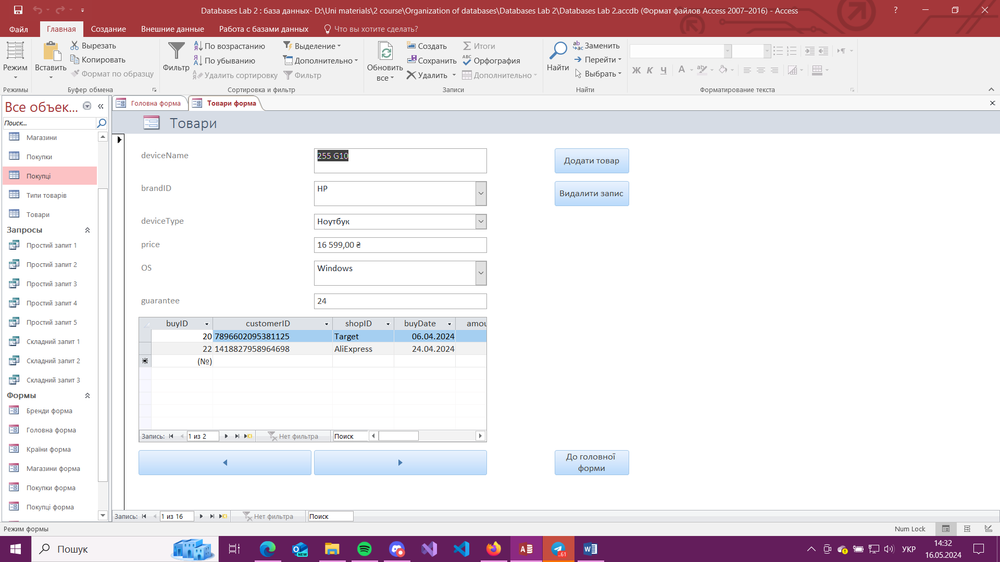 Databases Lab 2 : база данных- D:\Uni materials\2 course\Organization of databases\Databases Lab 2\Databases Lab 2.accdb (Формат файлов Access 2007–2016) - Access
?
Файл
Главная
Создание
Внешние данные
Работа с базами данных
Что вы хотите сделать?
Режим
Режимы
Вставить
Вырезать
Копировать
Формат по образцу
Буфер обмена
Фильтр
По возрастанию
По убыванию
Удалить сортировку
Выделение
Дополнительно
Фильтр
Сортировка и фильтр
Обновить
все
Создать
Сохранить
Удалить
Итоги
Орфография
Дополнительно
Записи
Найти
Заменить
Перейти
Выбрать
Найти
Ж К Ч
A
Форматирование текста
Все объек...
Поиск...
Магазини
Покупки
Покупці
Типи товарів
Товари
Запросы
Простий запит 1
Простий запит 2
Простий запит 3
Простий запит 4
Простий запит 5
Складний запит 1
Складний запит 2
Складний запит 3
Формы
Бренди форма
Головна форма
Країни форма
Магазини форма
Покупки форма
Покупці форма
Головна форма
Товари форма
Товари
deviceName
255 G10
brandID
HP
deviceType
Ноутбук
price
16 599,00 ₴
OS
Windows
guarantee
24
Додати товар
Видалити запис
buyID customerID shopID buyDate amou
20 7896602095381125 Target 06.04.2024
22 1418827958964698 AliExpress 24.04.2024
(№)
Запись: 1 из 2 Нет фильтра Поиск
До головної
форми
Запись: 1 из 16 Нет фильтра Поиск
Режим формы
Num Lock
Пошук
NEW
..61
УКР
14:32
16.05.2024